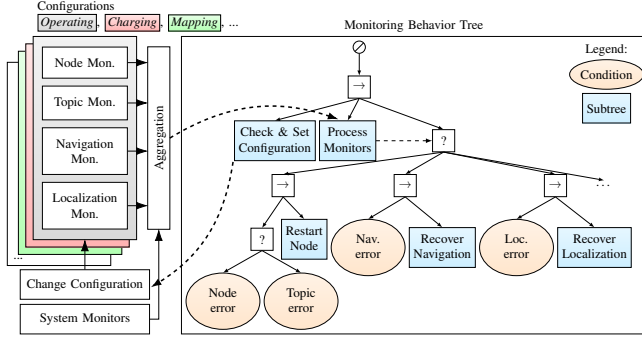 Configurations
Operating, Charging, Mapping, ...
Node Mon.
Topic Mon.
Navigation
Mon.
Localization
Mon.
...
Aggregation
Change Configuration
System Monitors
Monitoring Behavior Tree
Legend:
Condition
Subtree
→
Check & Set
Configuration
Process
Monitors
?
→
→
→
...
?
Restart
Node
Nav.
error
Recover
Navigation
Loc.
error
Recover
Localization
Node
error
Topic
error